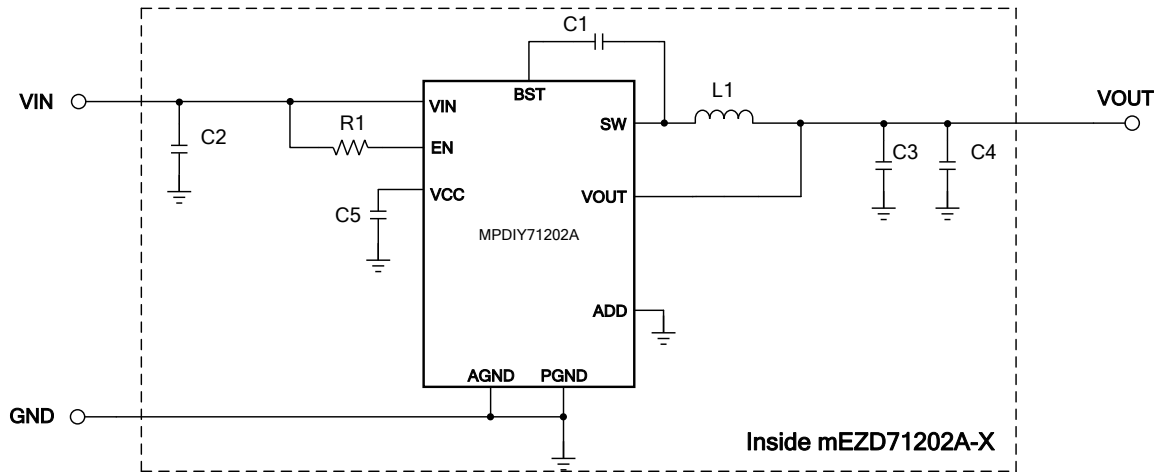 C1
VIN
C2
R1
VIN
EN
VCC
C5
BST
SW
L1
VOUT
C3
C4
VOUT
MPDIY71202A
ADD
AGND
PGND
GND
Inside mEZD71202A-X